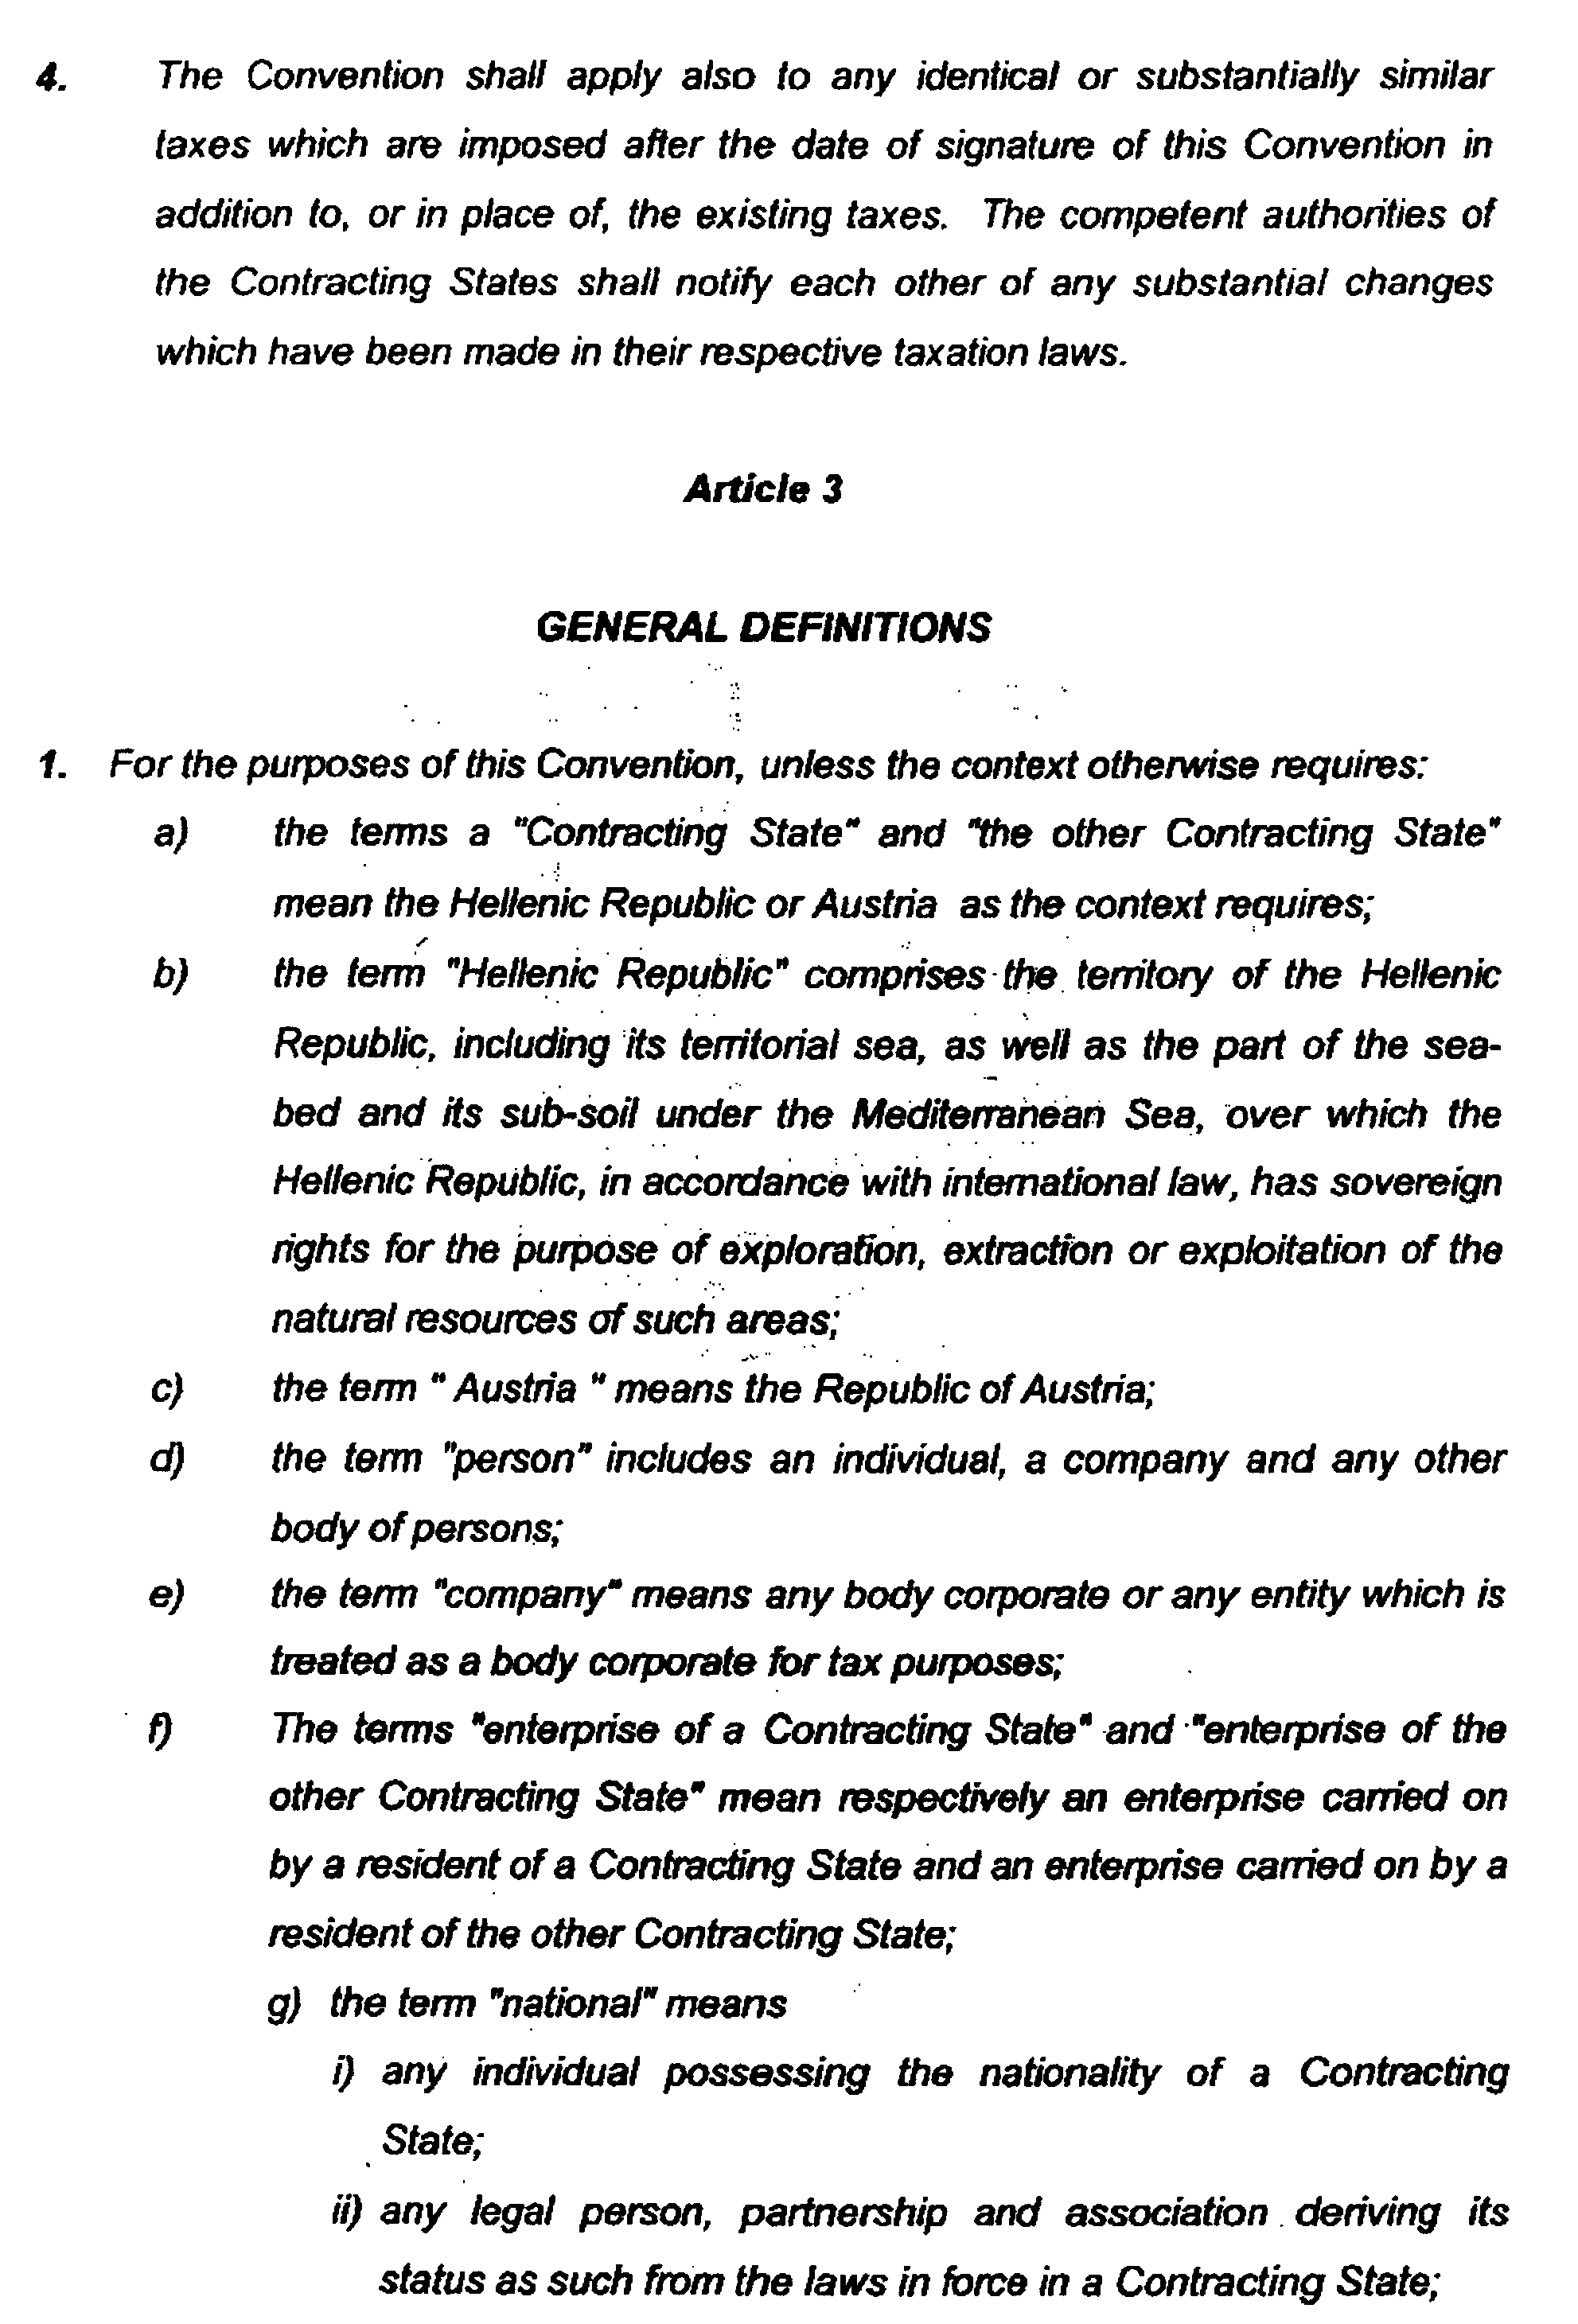 4. The Convention shall apply also to any identical or substantially similar
taxes which are imposed after the date of signature of this Convention in
addition to, or in place of, the existing taxes. The competent authorities of
the Contracting States shall notify each other of any substantial changes
which have been made in their respective taxation laws.
Article 3
GENERAL DEFINITIONS
1. For the purposes of this Convention, unless the context otherwise requires:
a) the terms a "Contracting State" and "the other Contracting State"
mean the Hellenic Republic or Austria as the context requires;
b) the term "Hellenic Republic" comprises the territory of the Hellenic
Republic, including its territorial sea, as well as the part of the sea-
bed and its sub-soil under the Mediterranean Sea, over which the
Hellenic Republic, in accordance with international law, has sovereign
rights for the purpose of exploration, extraction or exploitation of the
natural resources of such areas;
c) the term " Austria " means the Republic of Austria;
d) the term "person" includes an individual, a company and any other
body of persons;
e) the term "company" means any body corporate or any entity which is
treated as a body corporate for tax purposes;
f) The terms "enterprise of a Contracting State" and "enterprise of the
other Contracting State" mean respectively an enterprise carried on
by a resident of a Contracting State and an enterprise carried on by a
resident of the other Contracting State;
g) the term "national" means
i) any individual possessing the nationality of a Contracting
State;
ii) any legal person, partnership and association deriving its
status as such from the laws in force in a Contracting State;